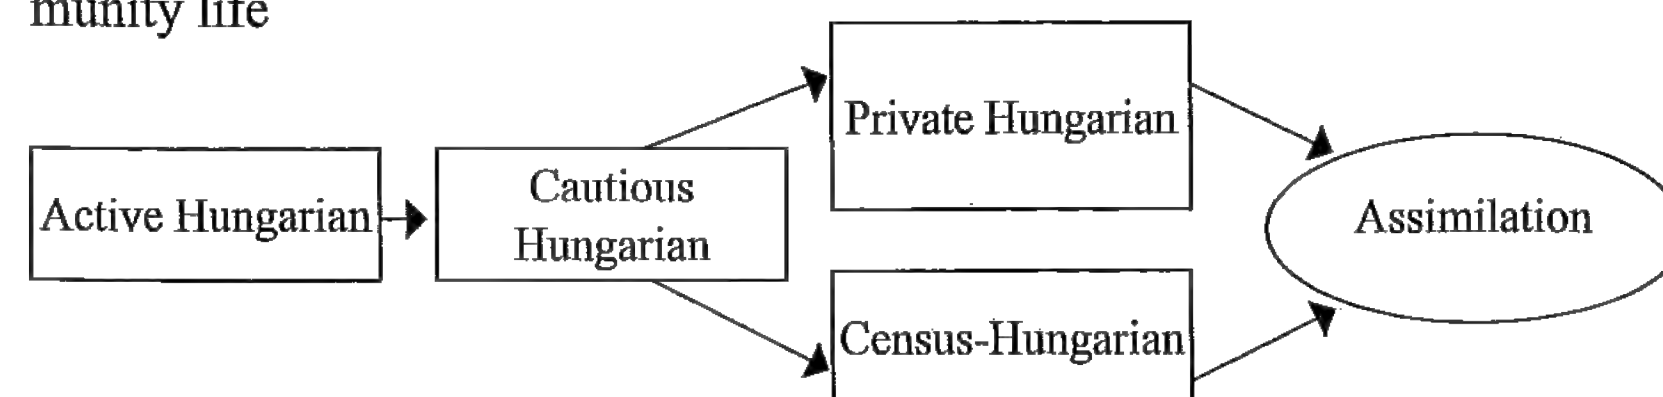 munity life
Private Hungarian
Active Hungarian
Cautious
Hungarian
Assimilation
Census-Hungarian